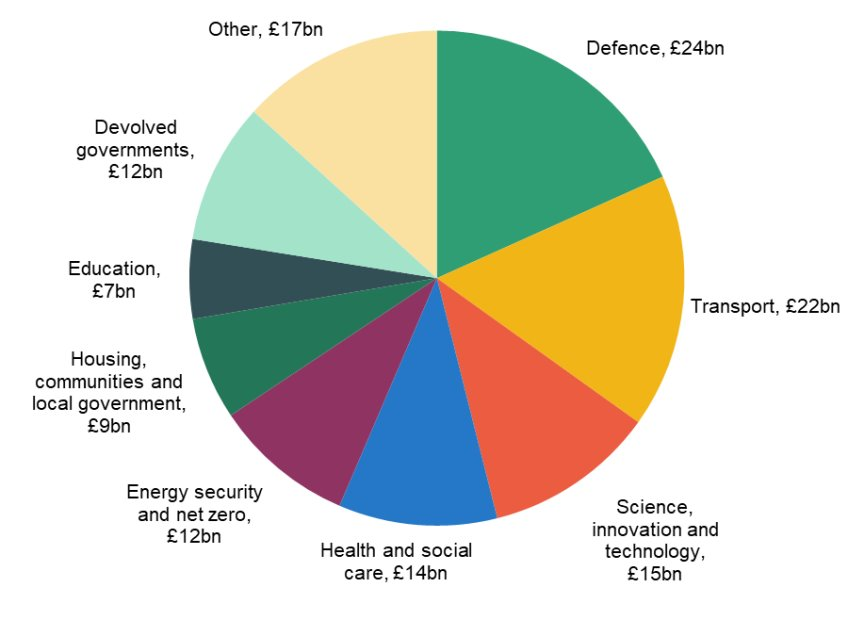 Other, £17bn
Defence, £24bn
Devolved
governments,
£12bn
Education,
£7bn
Transport, £22bn
Housing,
communities and
local government,
£9bn
Energy security
and net zero,
£12bn
Science,
innovation and
technology,
£15bn
Health and social
care, £14bn